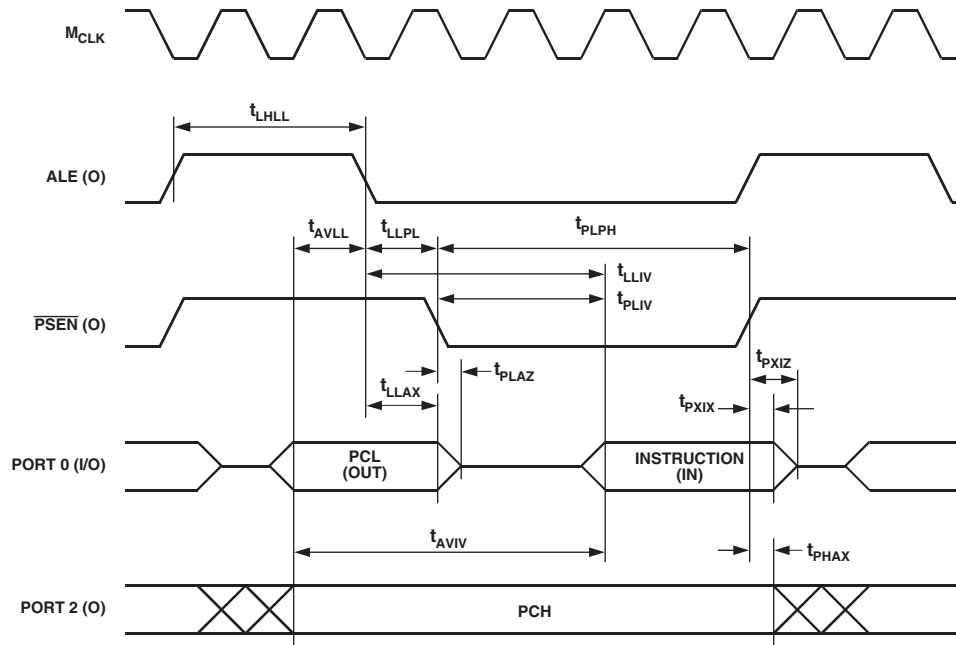 MCLK
tLHLL
ALE (O)
tAVLL
tLLPL
tPLPH
tLLIV
tPLIV
PSEN (O)
tPLAZ
tPXIZ
tLLAX
tPXIX
PORT 0 (I/O)
PCL
(OUT)
INSTRUCTION
(IN)
tAVIV
tPHAX
PORT 2 (O)
PCH